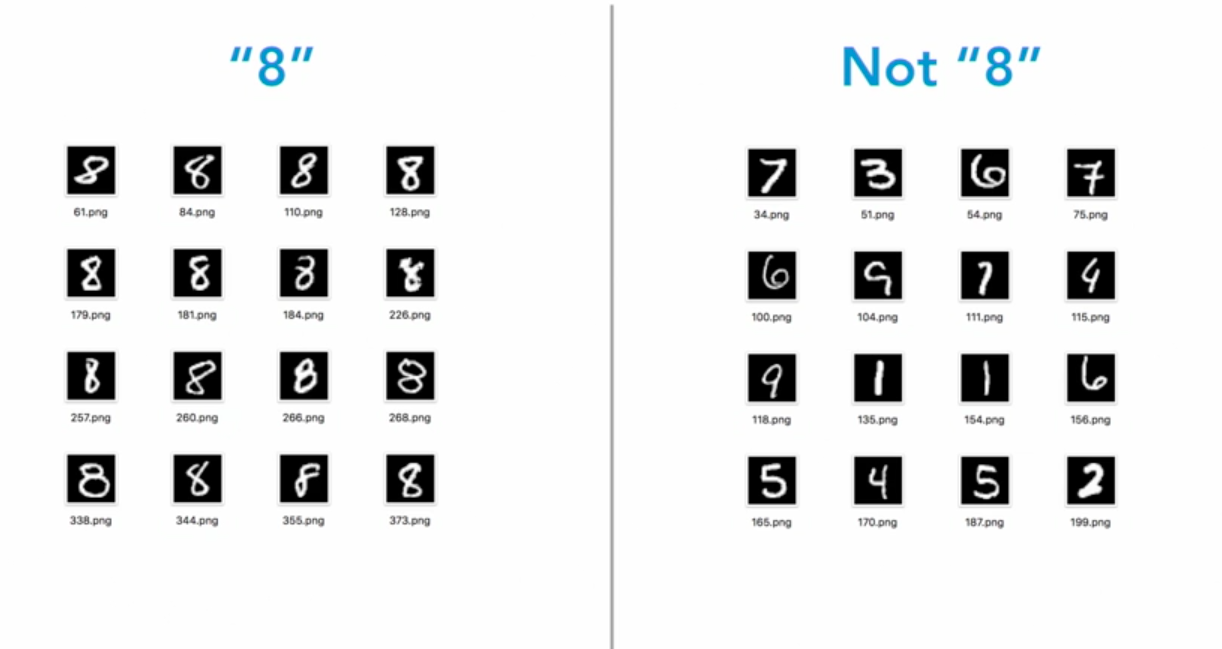 “8”
8 8 8 8
61.png 84.png 110.png 128.png
8 8 8 8
179.png 181.png 184.png 226.png
8 8 8 8
257.png 260.png 266.png 268.png
8 8 8 8
338.png 344.png 355.png 373.png
Not “8”
7 3 6 7
34.png 51.png 54.png 75.png
6 9 7 4
100.png 104.png 111.png 115.png
9 1 1 6
118.png 135.png 154.png 156.png
5 4 5 2
165.png 170.png 187.png 199.png